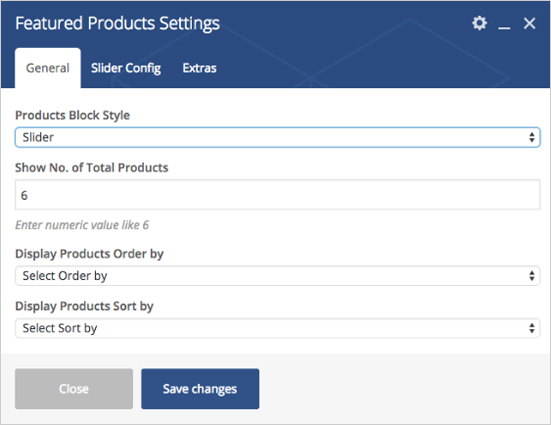 Featured Products Settings
General Slider Config Extras
Products Block Style
Slider
Show No. of Total Products
6
Enter numeric value like 6
Display Products Order by
Select Order by
Display Products Sort by
Select Sort by
Close Save changes